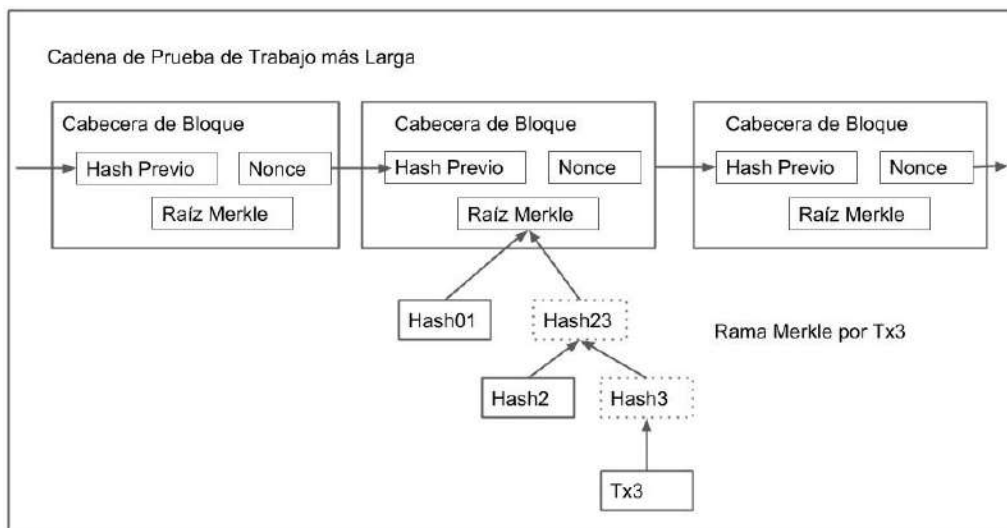 Cadena de Prueba de Trabajo más Larga
Cabecera de Bloque
Hash Previo
Nonce
Raíz Merkle
Cabecera de Bloque
Hash Previo
Nonce
Raíz Merkle
Cabecera de Bloque
Hash Previo
Nonce
Raíz Merkle
Hash01
Hash23
Rama Merkle por Tx3
Hash2
Hash3
Tx3